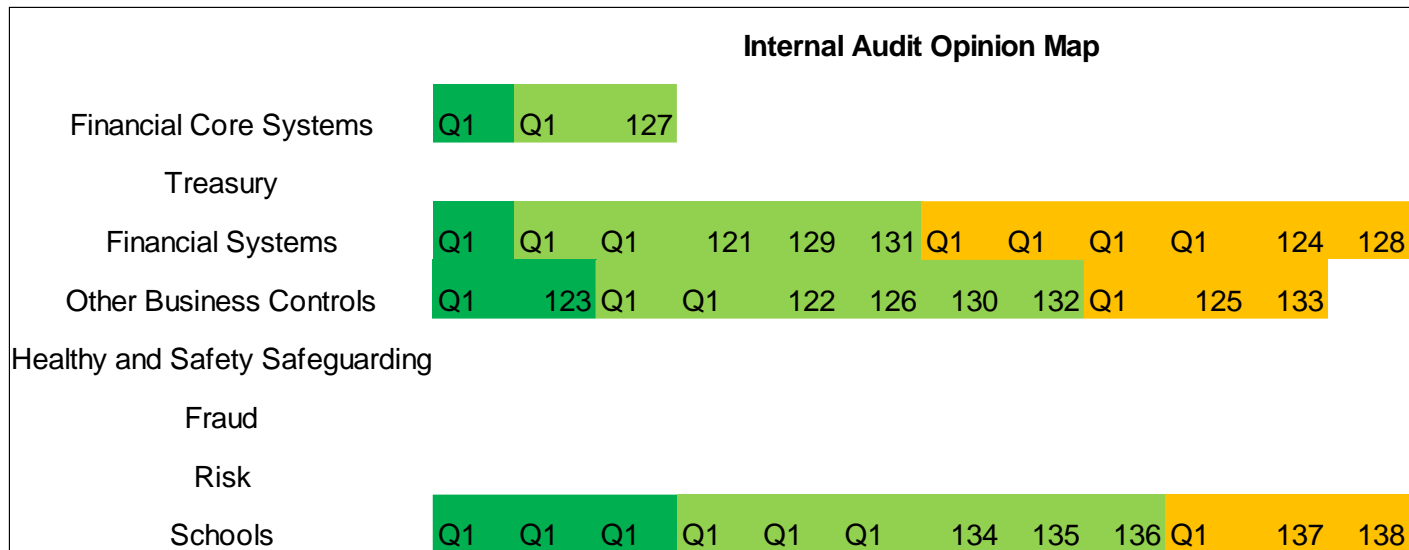 Internal Audit Opinion Map
Financial Core Systems Q1 Q1 127
Treasury
Financial Systems Q1 Q1 Q1 121 129 131 Q1 Q1 Q1 Q1 124 128
Other Business Controls Q1 123 Q1 Q1 122 126 130 132 Q1 125 133
Healthy and Safety Safeguarding
Fraud
Risk
Schools Q1 Q1 Q1 Q1 Q1 Q1 134 135 136 Q1 137 138